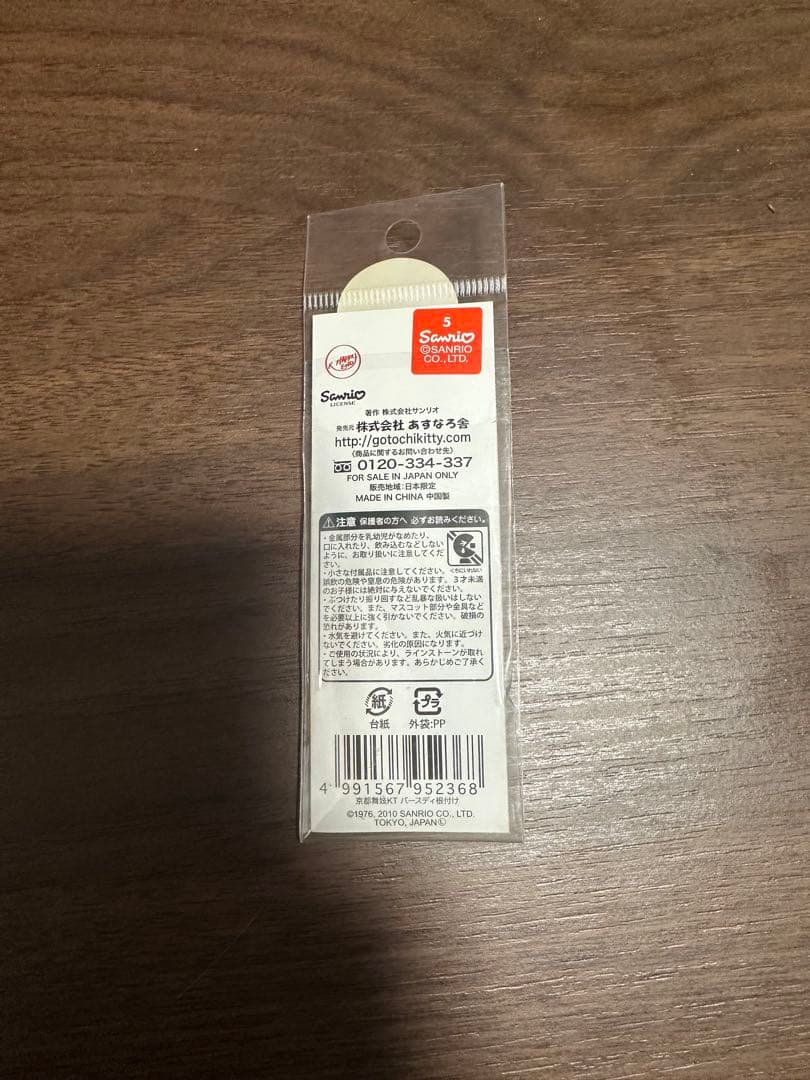 5
Sanrio
©SANRIO
CO., LTD.
HAPPY
Sanrio
LICENSE
著作 株式会社サンリオ
発売元 株式会社 あすなろ舎
http://gotochikitty.com
〈商品に関するお問い合わせ先〉
0120-334-337
FOR SALE IN JAPAN ONLY
販売地域:日本限定
MADE IN CHINA 中国製
注意 保護者の方へ 必ずお読みください。
・金属部分を乳幼児がなめたり、
口に入れたり、飲み込むなどしない
ように、お取り扱いに注意してくだ
さい。
くちにいれない
・小さな付属品に注意してください。
誤飲の危険や窒息の危険があります。3才未満
のお子様には絶対に与えないでください。
・ぶつけたり振り回すなど乱暴な扱いはしない
でください。また、マスコット部分や金具など
を必要以上に強く引かないでください。破損の
恐れがあります。
・水気を避けてください。また、火気に近づけ
ないでください。劣化の原因になります。
・ご使用の状況により、ラインストーンが取れ
てしまう場合があります。あらかじめご了承く
ださい。
紙 プラ
台紙 外袋:PP
4 991567 952368
京都舞妓KT バースディ根付け
©1976, 2010 SANRIO CO., LTD.
TOKYO, JAPAN Ⓛ